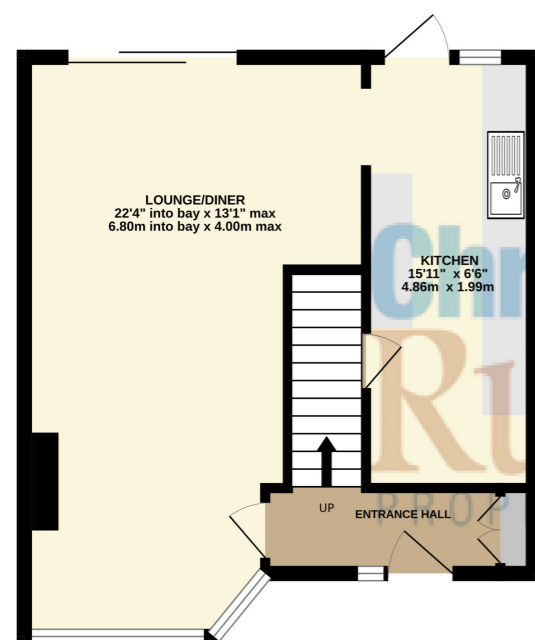 LOUNGE/DINER
22'4" into bay x 13'1" max
6.80m into bay x 4.00m max
KITCHEN
15'11" x 6'6"
4.86m x 1.99m
UP
ENTRANCE HALL